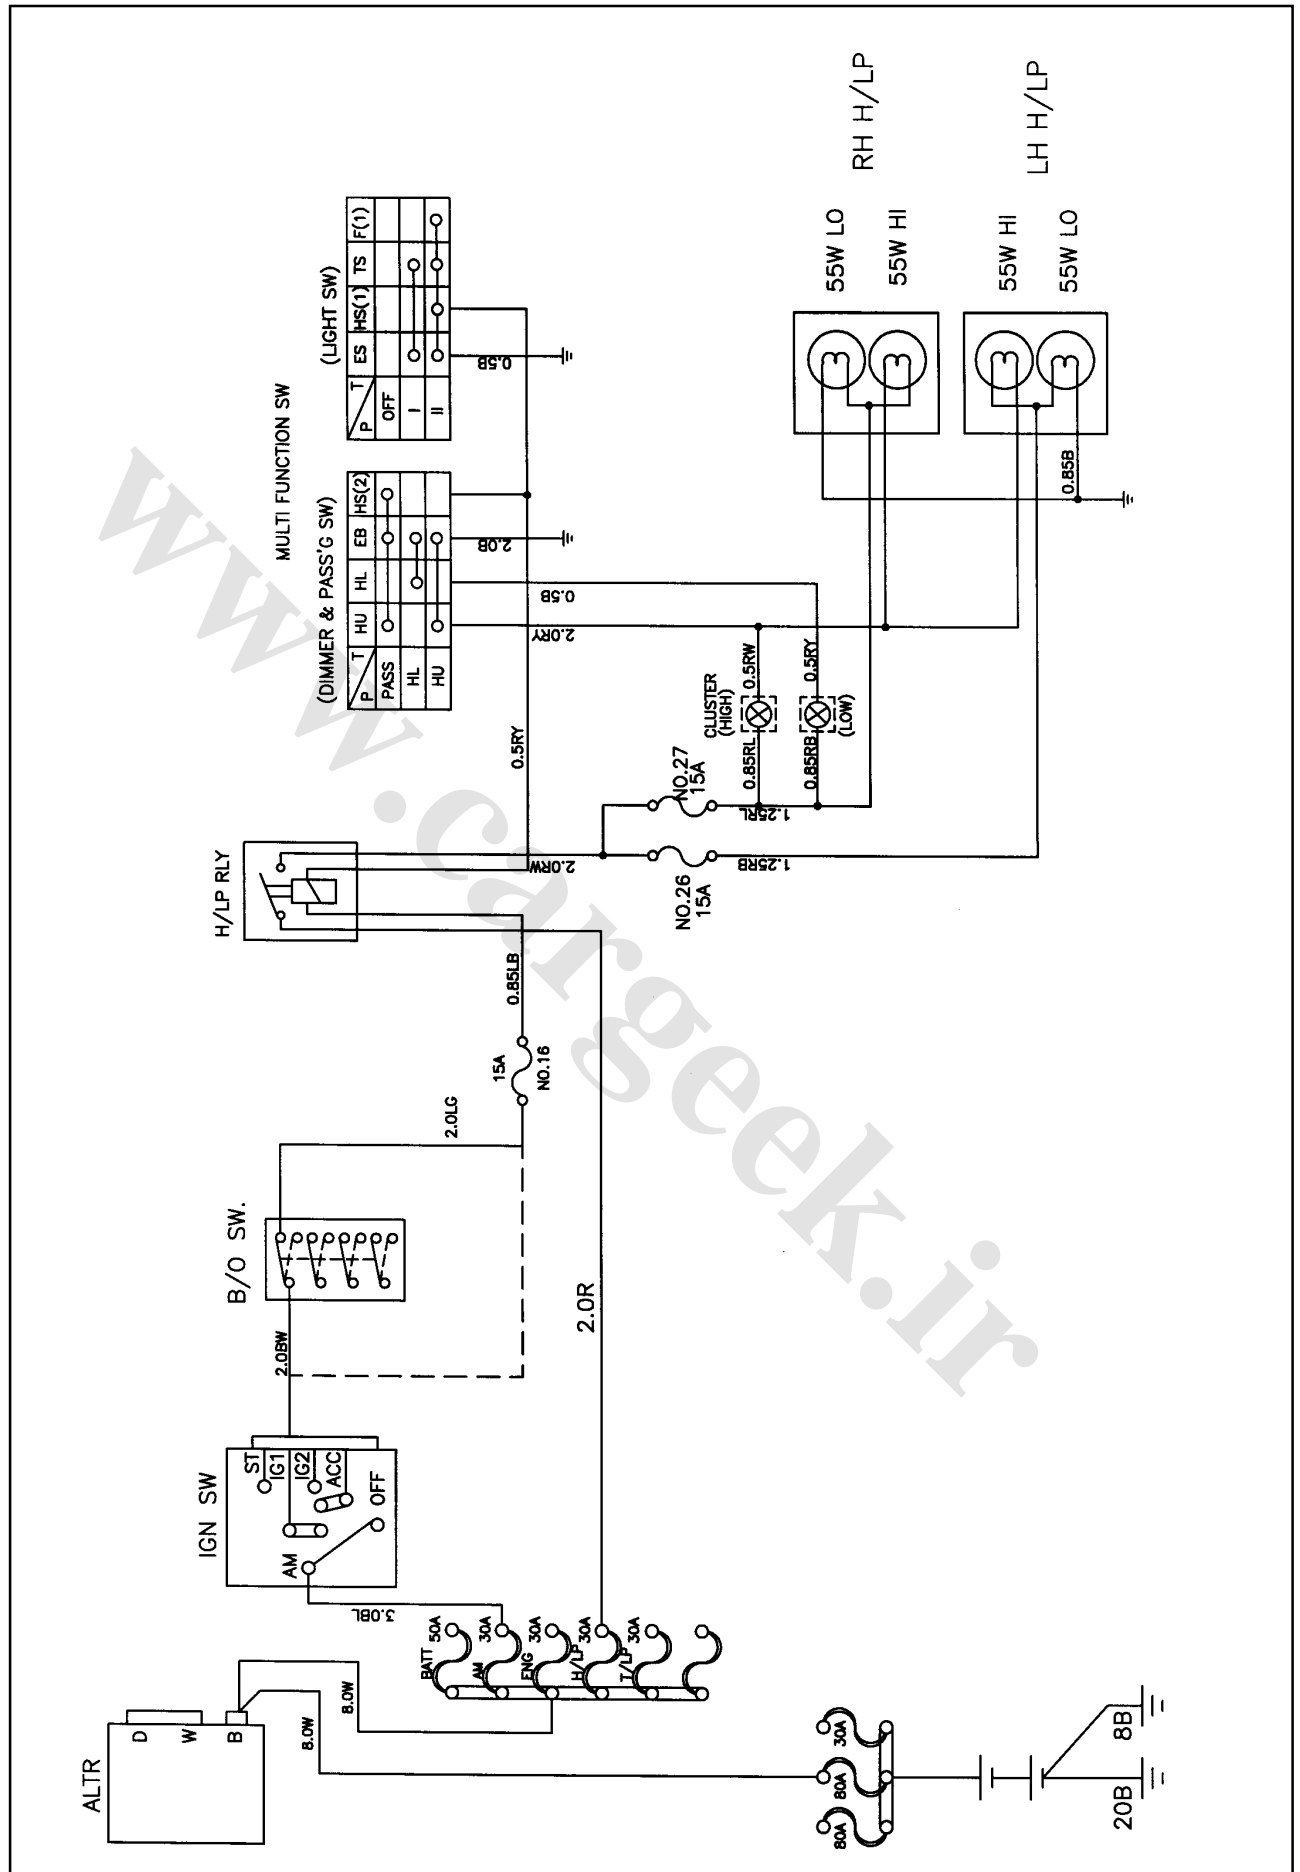 RH H/LP
LH H/LP
55W LO
55W HI
55W HI
55W LO
0.85B
MULTI FUNCTION SW
(LIGHT SW)
P T ES HS(1) TS F(1)
OFF
I
II
0.5B
(DIMMER & PASS'G SW)
P T HU HL EB HS(2)
PASS
HL
HU
2.0B
0.5B
2.0RY
0.5RY
CLUSTER
(HIGH)
(LOW)
0.5RW
0.5RY
0.85RL
0.85RB
NO.27
15A
1.25RL
NO.26
15A
1.25RB
H/LP RLY
2.0RW
0.85LB
15A
NO.16
2.0LG
B/O SW.
2.0BW
2.0R
IGN SW
ST
IG1
IG2
ACC
OFF
AM
3.0BL
BATT 50A
AM 30A
ENG 30A
H/LP 30A
T/LP 30A
ALTR
D
W
B
8.0W
8.0W
30A
80A
80A
8B
20B
www.cargeek.ir